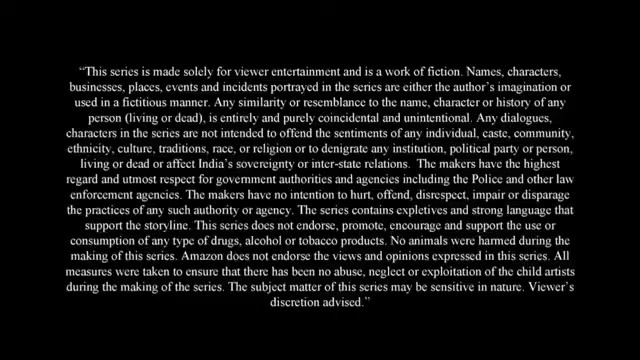 “This series is made solely for viewer entertainment and is a work of fiction. Names, characters,
businesses, places, events and incidents portrayed in the series are either the author’s imagination or
used in a fictitious manner. Any similarity or resemblance to the name, character or history of any
person (living or dead), is entirely and purely coincidental and unintentional. Any dialogues,
characters in the series are not intended to offend the sentiments of any individual, caste, community,
ethnicity, culture, traditions, race, or religion or to denigrate any institution, political party or person,
living or dead or affect India’s sovereignty or inter-state relations. The makers have the highest
regard and utmost respect for government authorities and agencies including the Police and other law
enforcement agencies. The makers have no intention to hurt, offend, disrespect, impair or disparage
the practices of any such authority or agency. The series contains expletives and strong language that
support the storyline. This series does not endorse, promote, encourage and support the use or
consumption of any type of drugs, alcohol or tobacco products. No animals were harmed during the
making of this series. Amazon does not endorse the views and opinions expressed in this series. All
measures were taken to ensure that there has been no abuse, neglect or exploitation of the child artists
during the making of the series. The subject matter of this series may be sensitive in nature. Viewer’s
discretion advised.”